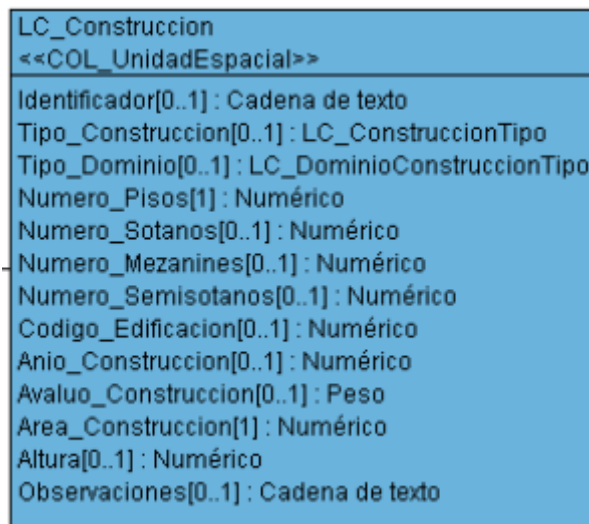 LC_Construccion
<<COL_UnidadEspacial>>
Identificador[0..1] : Cadena de texto
Tipo_Construccion[0..1] : LC_ConstruccionTipo
Tipo_Dominio[0..1] : LC_DominioConstruccionTipo
Numero_Pisos[1] : Numérico
Numero_Sotanos[0..1] : Numérico
Numero_Mezanines[0..1] : Numérico
Numero_Semisotanos[0..1] : Numérico
Codigo_Edificacion[0..1] : Numérico
Anio_Construccion[0..1] : Numérico
Avaluo_Construccion[0..1] : Peso
Area_Construccion[1] : Numérico
Altura[0..1] : Numérico
Observaciones[0..1] : Cadena de texto